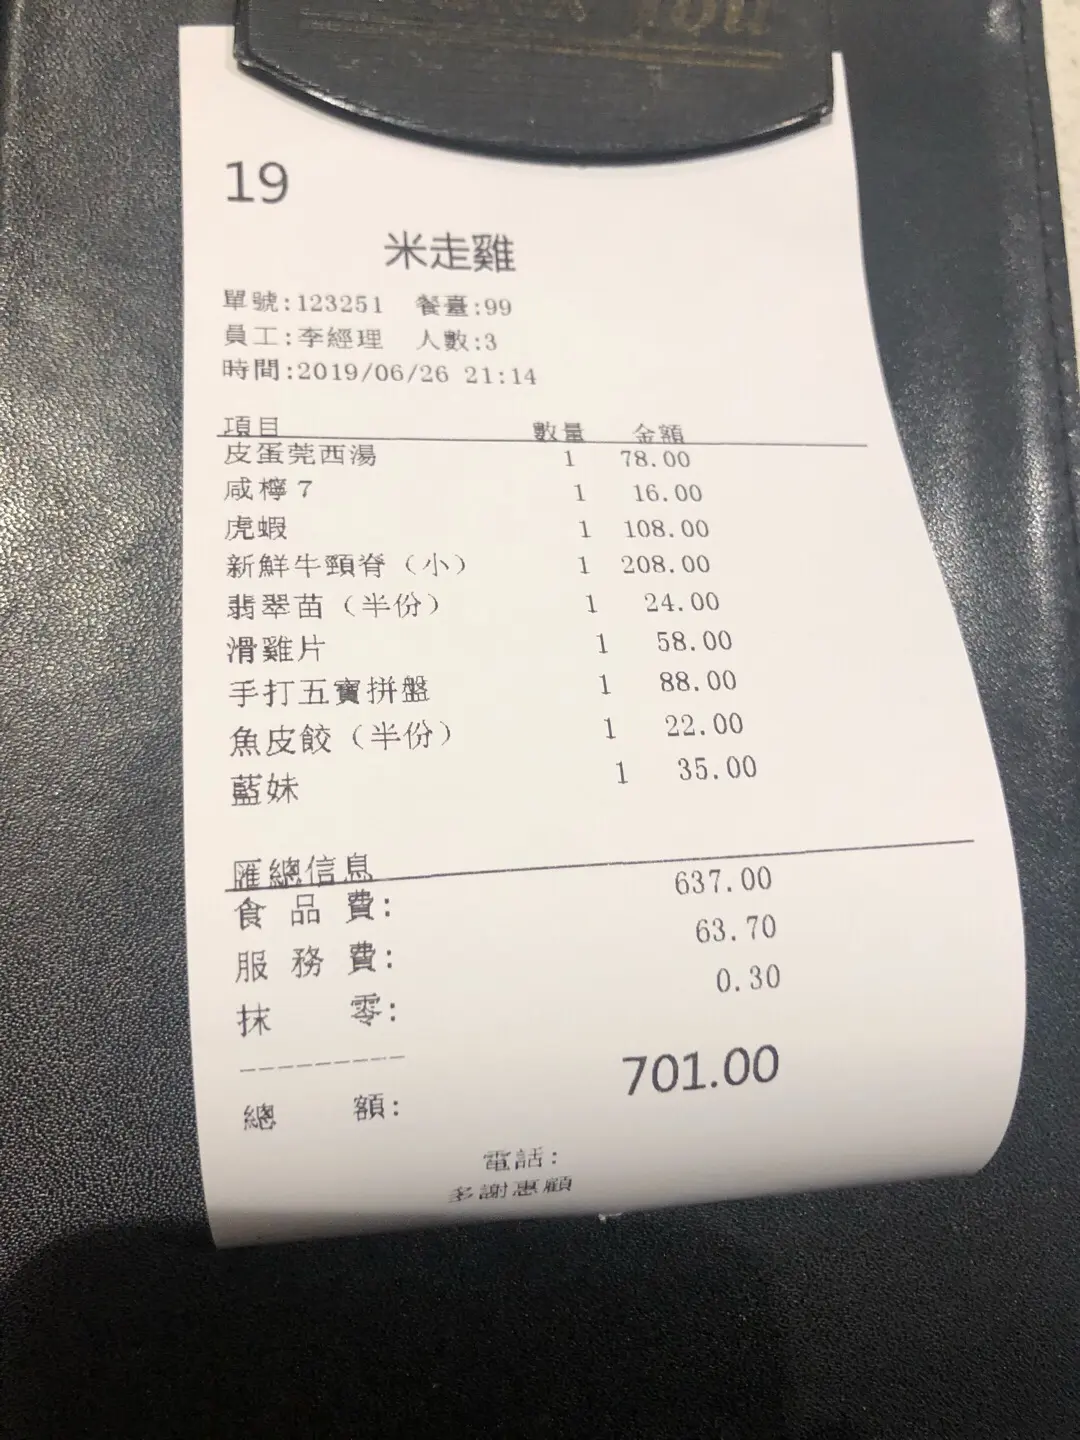 19
米走雞
單號:123251 餐臺:99
員工:李經理 人數:3
時間:2019/06/26 21:14
項目 數量 金額
皮蛋莞西湯 1 78.00
咸檸7 1 16.00
虎蝦 1 108.00
新鮮牛頸脊（小） 1 208.00
翡翠苗（半份） 1 24.00
滑雞片 1 58.00
手打五寶拼盤 1 88.00
魚皮餃（半份） 1 22.00
藍妹 1 35.00
匯總信息
食品費: 637.00
服務費: 63.70
抹零: 0.30
--------
總額: 701.00
電話:
多謝惠顧